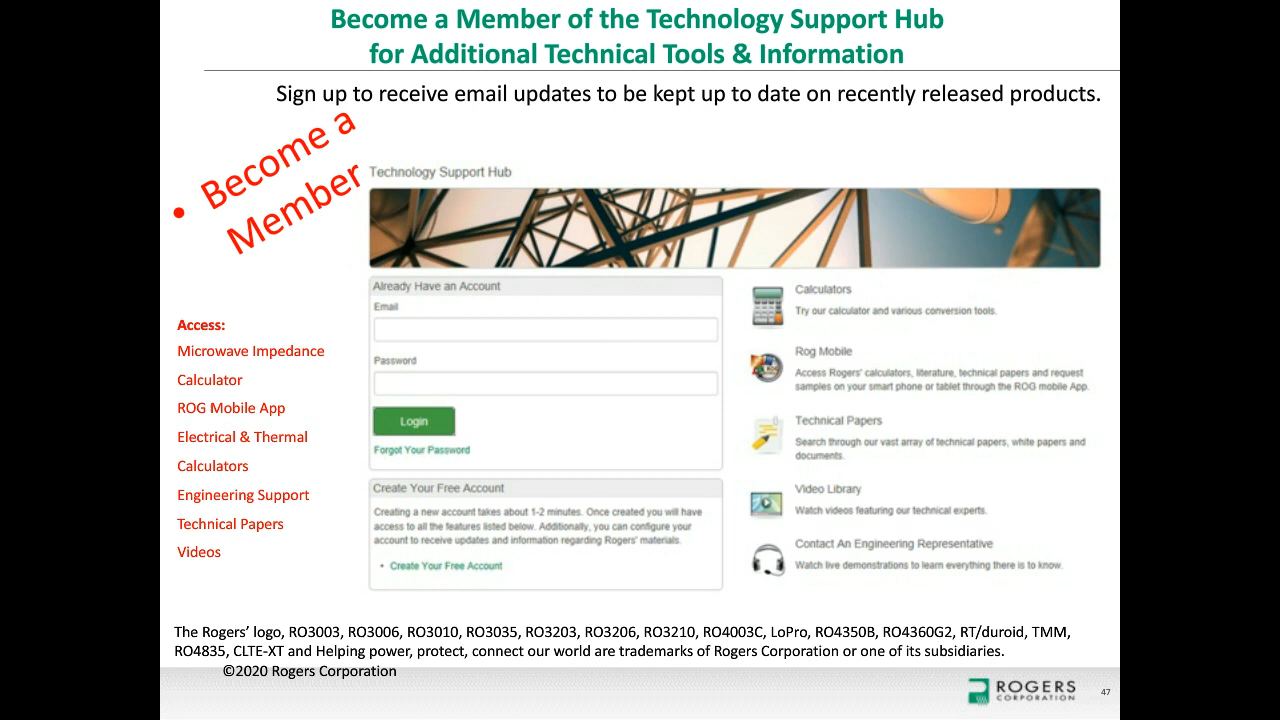 Become a Member of the Technology Support Hub
for Additional Technical Tools & Information
Sign up to receive email updates to be kept up to date on recently released products.
• Become a
Member
Technology Support Hub
Already Have an Account
Email
Password
Login
Forgot Your Password
Create Your Free Account
Creating a new account takes about 1-2 minutes. Once created you will have
access to all the features listed below. Additionally, you can configure your
account to receive updates and information regarding Rogers' materials.
• Create Your Free Account
Calculators
Try our calculator and various conversion tools.
Rog Mobile
Access Rogers' calculators, literature, technical papers and request
samples on your smart phone or tablet through the ROG mobile App.
Technical Papers
Search through our vast array of technical papers, white papers and
documents.
Video Library
Watch videos featuring our technical experts.
Contact An Engineering Representative
Watch live demonstrations to learn everything there is to know.
Access:
Microwave Impedance
Calculator
ROG Mobile App
Electrical & Thermal
Calculators
Engineering Support
Technical Papers
Videos
The Rogers’ logo, RO3003, RO3006, RO3010, RO3035, RO3203, RO3206, RO3210, RO4003C, LoPro, RO4350B, RO4360G2, RT/duroid, TMM,
RO4835, CLTE-XT and Helping power, protect, connect our world are trademarks of Rogers Corporation or one of its subsidiaries.
©2020 Rogers Corporation
ROGERS
CORPORATION
47